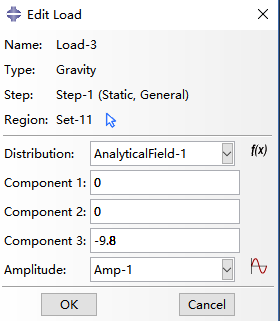 Edit Load
Name: Load-3
Type: Gravity
Step: Step-1 (Static, General)
Region: Set-11
Distribution: AnalyticalField-1 f(x)
Component 1: 0
Component 2: 0
Component 3: -9.8
Amplitude: Amp-1
OK Cancel